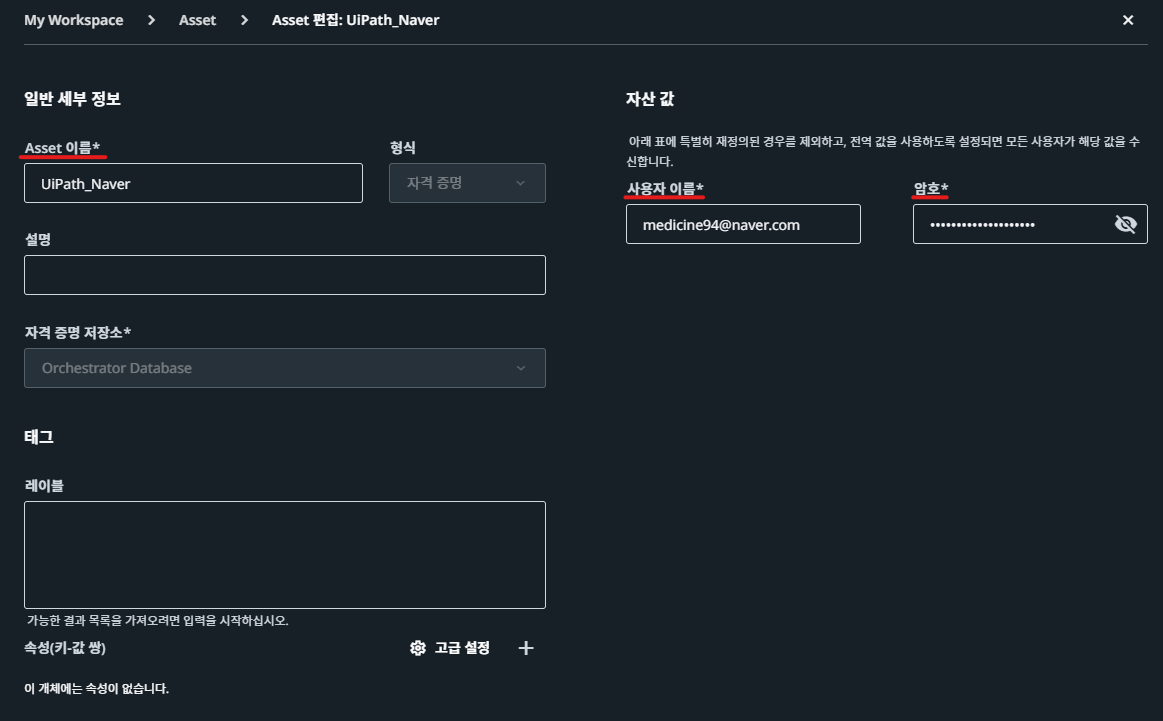 My Workspace > Asset > Asset 편집: UiPath_Naver
일반 세부 정보
Asset 이름*
형식
UiPath_Naver
자격 증명
설명
자격 증명 저장소*
Orchestrator Database
태그
레이블
가능한 결과 목록을 가져오려면 입력을 시작하십시오.
속성(키-값 쌍)
고급 설정
이 개체에는 속성이 없습니다.
자산 값
아래 표에 특별히 재정의된 경우를 제외하고, 전역 값을 사용하도록 설정되면 모든 사용자가 해당 값을 수
신합니다.
사용자 이름*
암호*
medicine94@naver.com
••••••••••••••••••••